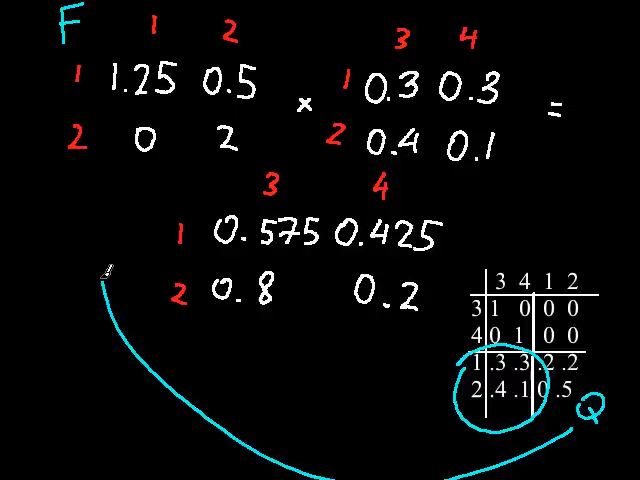 F 1 2 3 4
1 1.25 0.5 × 1 0.3 0.3 =
2 0 2 2 0.4 0.1
3 4
1 0.575 0.425
2 0.8 0.2
3 4 1 2
3 1 0 0 0
4 0 1 0 0
1 .3 .3 .2 .2
2 .4 .1 0 .5
Q